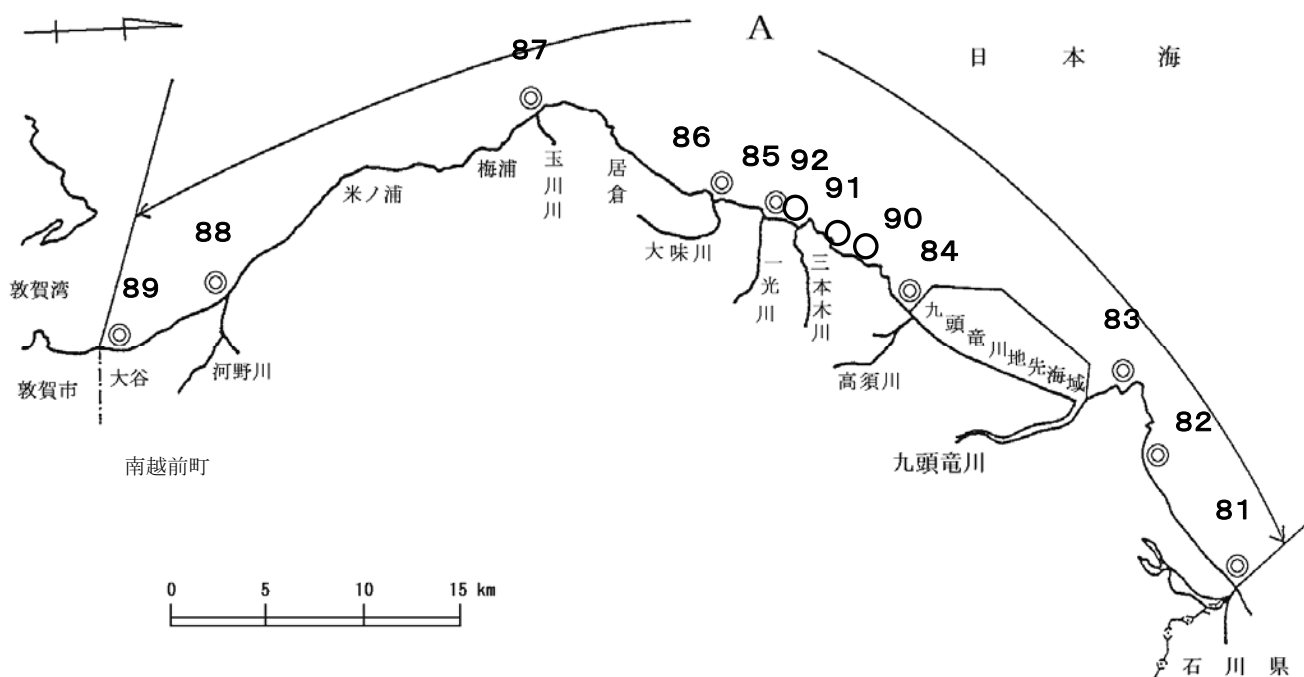 A
日本海
87
86
85
92
91
90
84
83
82
81
88
89
梅浦
玉川川
居倉
米ノ浦
大味川
一光川
三本木川
九頭竜川地先海域
高須川
九頭竜川
敦賀湾
敦賀市
大谷
河野川
南越前町
石川県
0 5 10 15 km